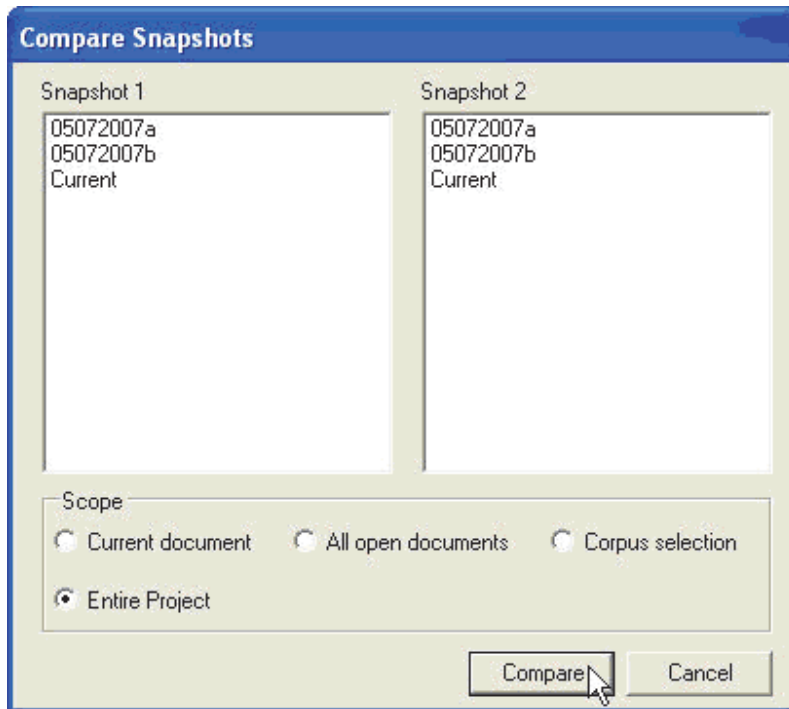 Compare Snapshots
Snapshot 1
05072007a
05072007b
Current
Snapshot 2
05072007a
05072007b
Current
Scope
Current document All open documents Corpus selection
Entire Project
Compare Cancel